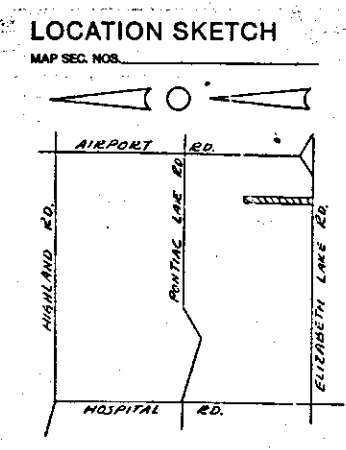 LOCATION SKETCH
MAP SEC. NOS.
AIRPORT RD.
HIGHLAND RD.
PONTIAC LAKE RD.
ELIZABETH LAKE RD.
HOSPITAL RD.